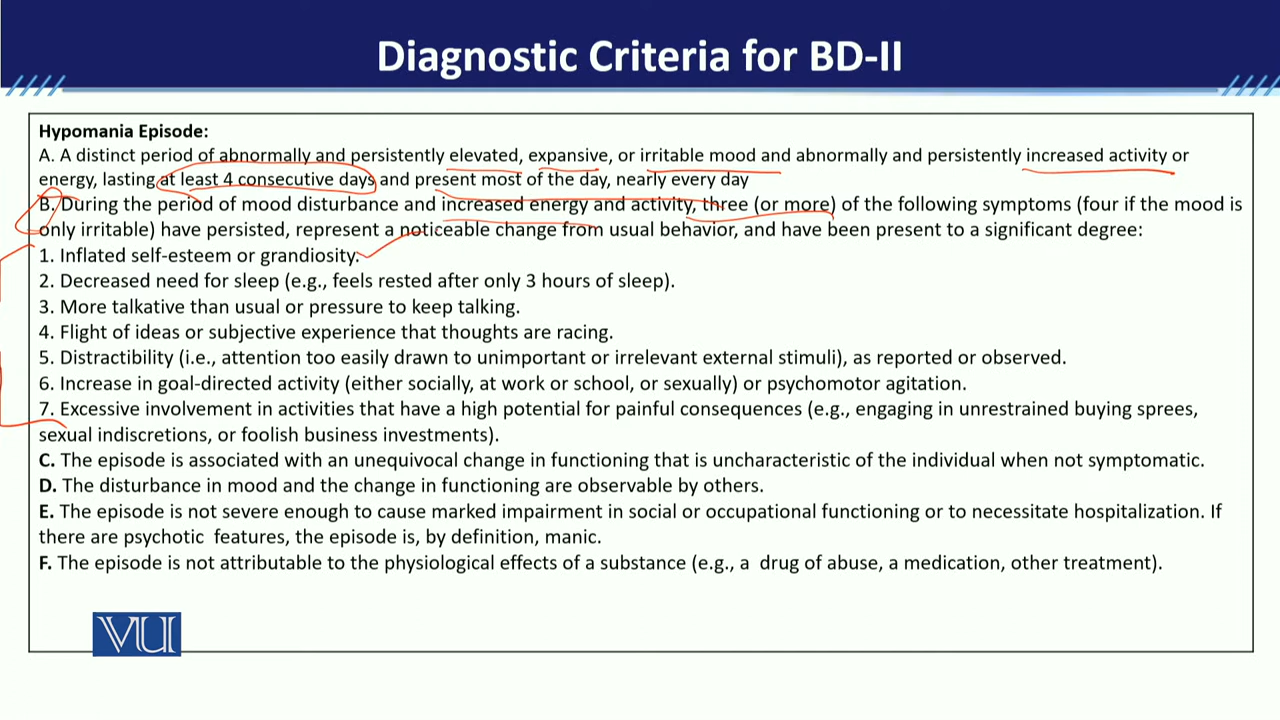 Diagnostic Criteria for BD-II
Hypomania Episode:
A. A distinct period of abnormally and persistently elevated, expansive, or irritable mood and abnormally and persistently increased activity or
energy, lasting at least 4 consecutive days and present most of the day, nearly every day
B. During the period of mood disturbance and increased energy and activity, three (or more) of the following symptoms (four if the mood is
only irritable) have persisted, represent a noticeable change from usual behavior, and have been present to a significant degree:
1. Inflated self-esteem or grandiosity.
2. Decreased need for sleep (e.g., feels rested after only 3 hours of sleep).
3. More talkative than usual or pressure to keep talking.
4. Flight of ideas or subjective experience that thoughts are racing.
5. Distractibility (i.e., attention too easily drawn to unimportant or irrelevant external stimuli), as reported or observed.
6. Increase in goal-directed activity (either socially, at work or school, or sexually) or psychomotor agitation.
7. Excessive involvement in activities that have a high potential for painful consequences (e.g., engaging in unrestrained buying sprees,
sexual indiscretions, or foolish business investments).
C. The episode is associated with an unequivocal change in functioning that is uncharacteristic of the individual when not symptomatic.
D. The disturbance in mood and the change in functioning are observable by others.
E. The episode is not severe enough to cause marked impairment in social or occupational functioning or to necessitate hospitalization. If
there are psychotic features, the episode is, by definition, manic.
F. The episode is not attributable to the physiological effects of a substance (e.g., a drug of abuse, a medication, other treatment).
VU